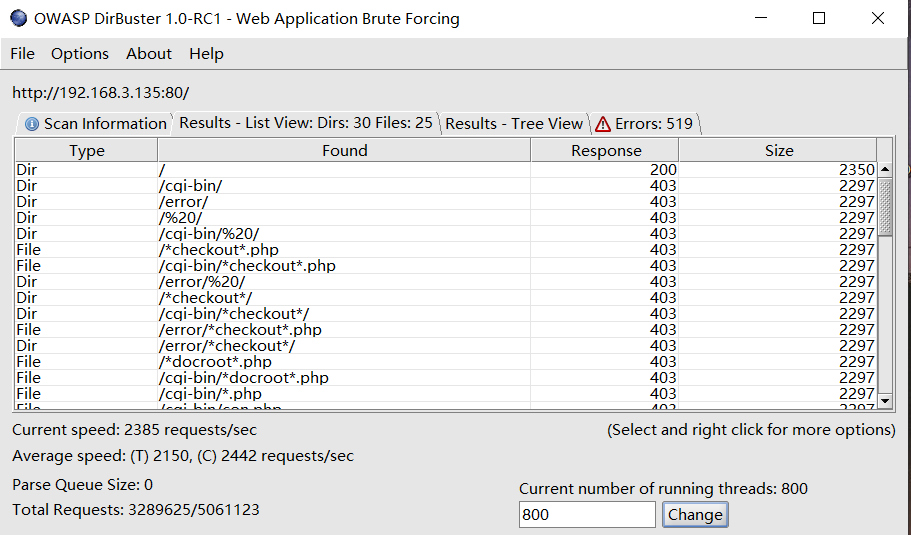 OWASP DirBuster 1.0-RC1 - Web Application Brute Forcing
File Options About Help
http://192.168.3.135:80/
Scan Information Results - List View: Dirs: 30 Files: 25 Results - Tree View Errors: 519
Type Found Response Size
Dir / 200 2350
Dir /cgi-bin/ 403 2297
Dir /error/ 403 2297
Dir /%20/ 403 2297
Dir /cgi-bin/%20/ 403 2297
File /*checkout*.php 403 2297
File /cgi-bin/*checkout*.php 403 2297
Dir /error/%20/ 403 2297
Dir /*checkout*/ 403 2297
Dir /cgi-bin/*checkout*/ 403 2297
File /error/*checkout*.php 403 2297
Dir /error/*checkout*/ 403 2297
File /*docroot*.php 403 2297
File /cgi-bin/*docroot*.php 403 2297
File /cgi-bin/*.php 403 2297
File /cgi-bin/con.php 403 2297
Current speed: 2385 requests/sec (Select and right click for more options)
Average speed: (T) 2150, (C) 2442 requests/sec
Parse Queue Size: 0
Total Requests: 3289625/5061123
Current number of running threads: 800
800 Change